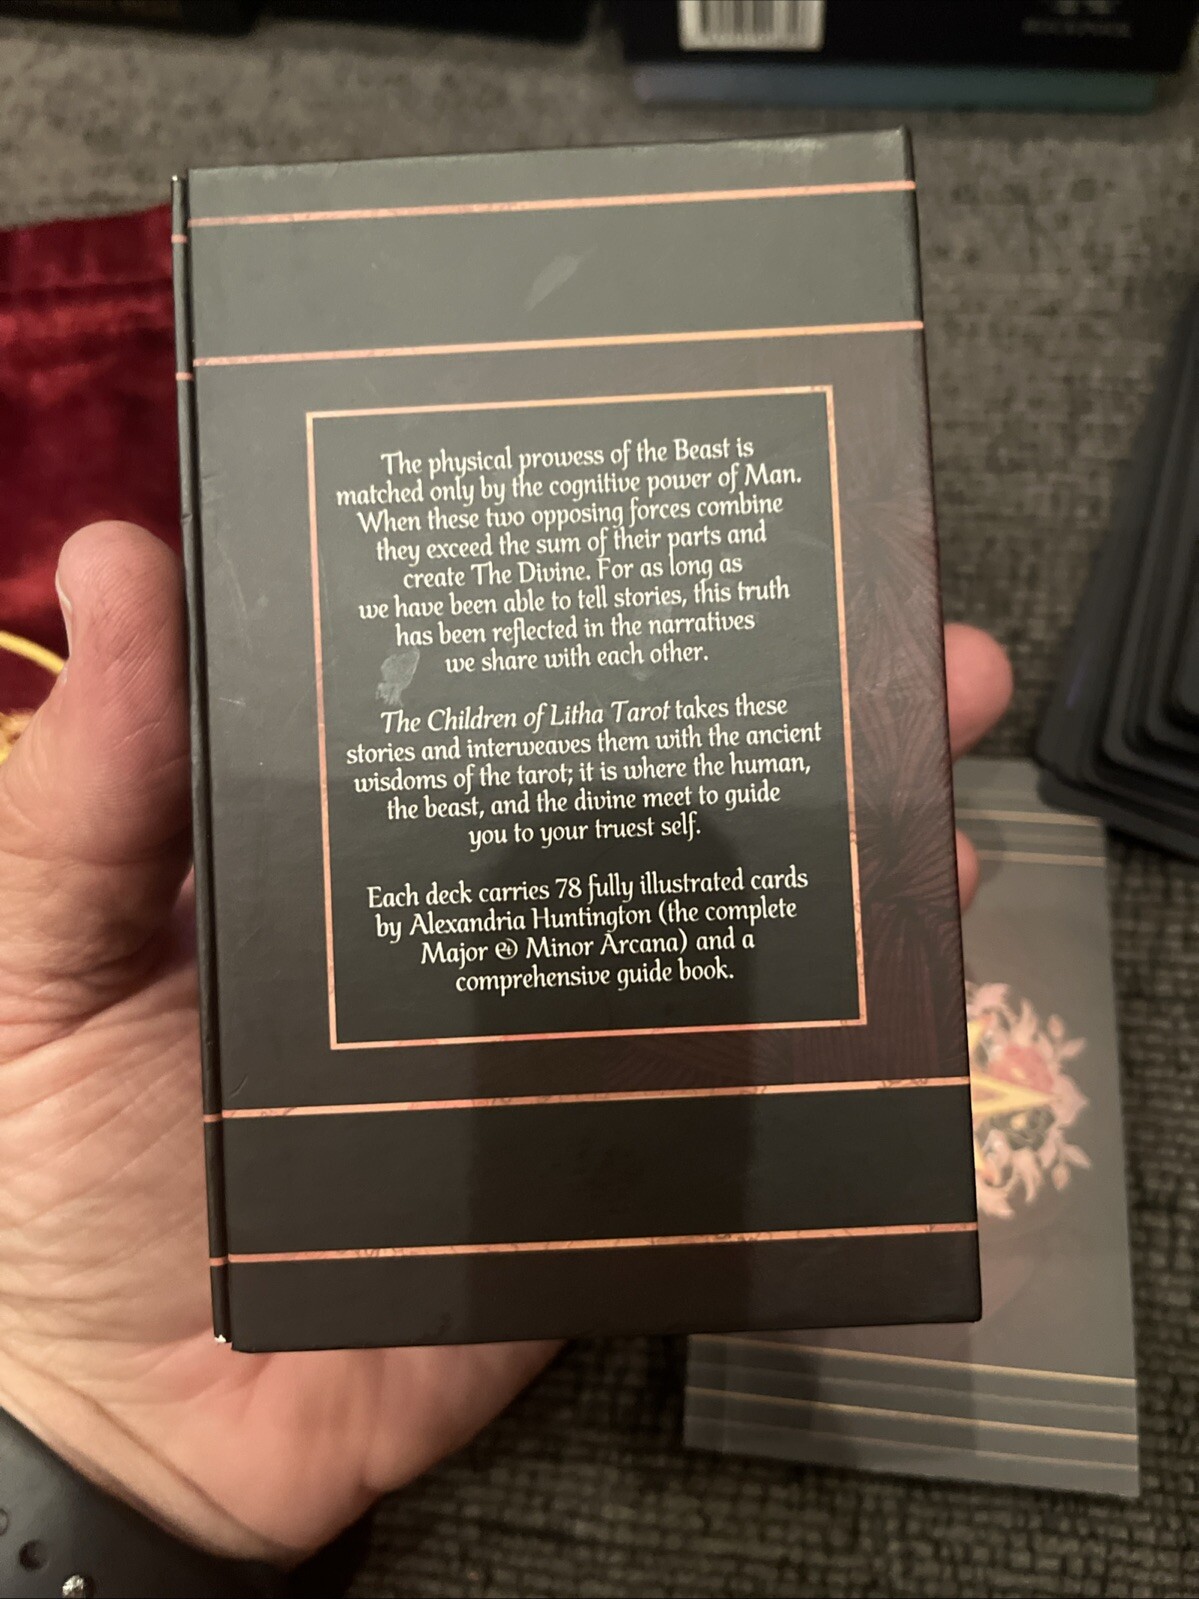 The physical prowess of the Beast is
matched only by the cognitive power of Man.
When these two opposing forces combine
they exceed the sum of their parts and
create The Divine. For as long as
we have been able to tell stories, this truth
has been reflected in the narratives
we share with each other.
The Children of Litha Tarot takes these
stories and interweaves them with the ancient
wisdoms of the tarot; it is where the human,
the beast, and the divine meet to guide
you to your truest self.
Each deck carries 78 fully illustrated cards
by Alexandria Huntington (the complete
Major & Minor Arcana) and a
comprehensive guide book.